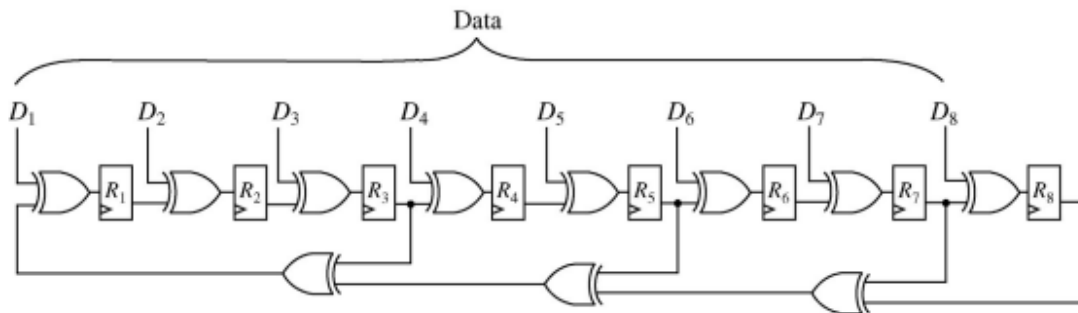 Data
D₁ D₂ D₃ D₄ D₅ D₆ D₇ D₈
R₁ R₂ R₃ R₄ R₅ R₆ R₇ R₈